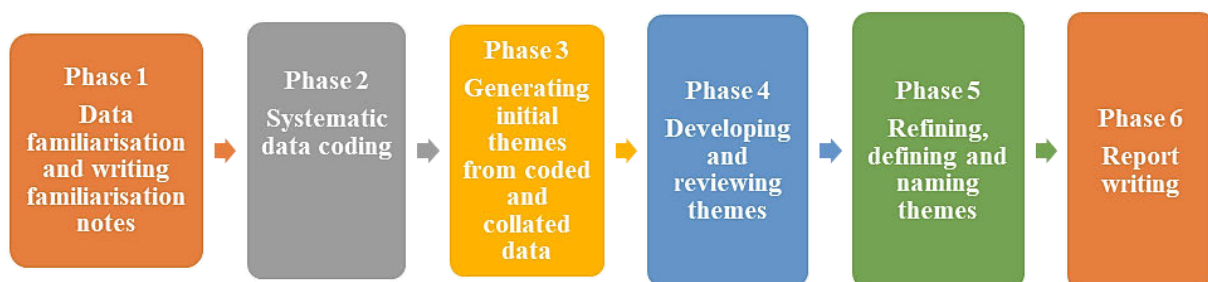 Phase 1
Data
familiarisation
and writing
familiarisation
notes
Phase 2
Systematic
data coding
Phase 3
Generating
initial
themes
from coded
and
collated
data
Phase 4
Developing
and
reviewing
themes
Phase 5
Refining,
defining and
naming
themes
Phase 6
Report
writing